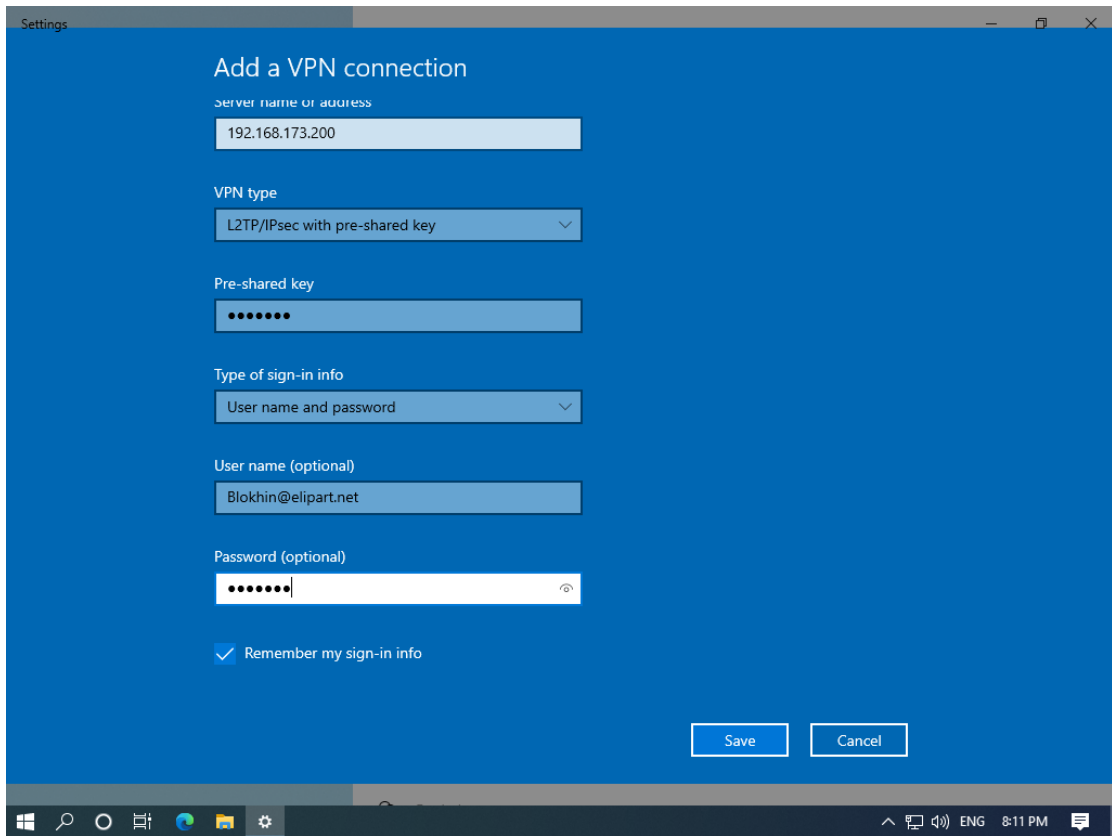 Settings
Add a VPN connection
Server name or address
192.168.173.200
VPN type
L2TP/IPsec with pre-shared key
Pre-shared key
•••••••
Type of sign-in info
User name and password
User name (optional)
Blokhin@elipart.net
Password (optional)
•••••••
Remember my sign-in info
Save
Cancel
ENG
8:11 PM